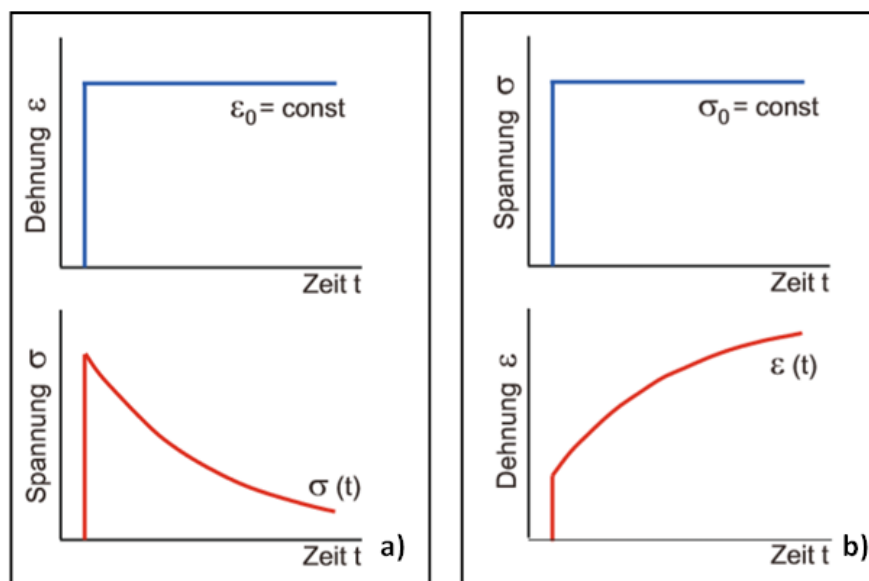 Dehnung ε
ε₀ = const
Zeit t
Spannung σ
σ (t)
Zeit t
a)
Spannung σ
σ₀ = const
Zeit t
Dehnung ε
ε (t)
Zeit t
b)